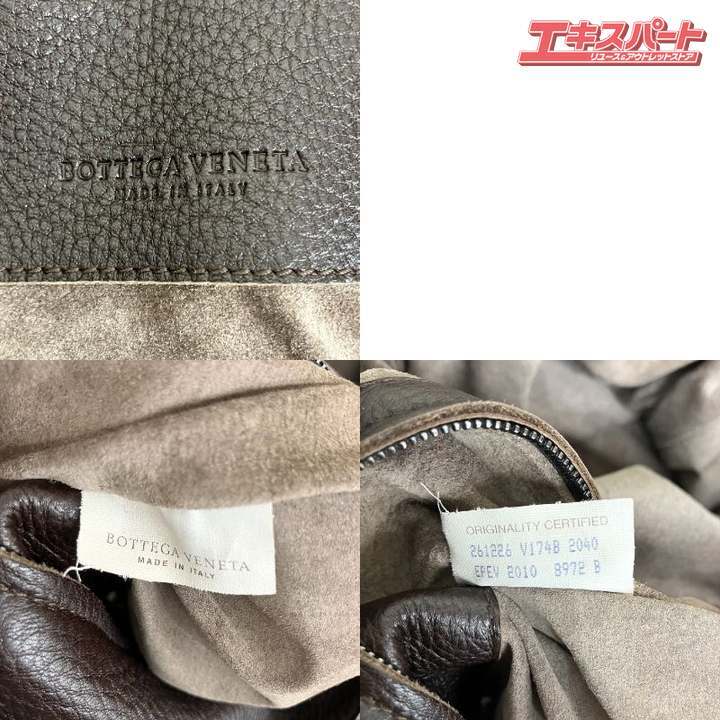 BOTTEGA VENETA
MADE IN ITALY
エキスパート
リユース&アウトレットストア
BOTTEGA VENETA
MADE IN ITALY
ORIGINALITY CERTIFIED
261226 V174B 2040
EPEV 2010 8972 B